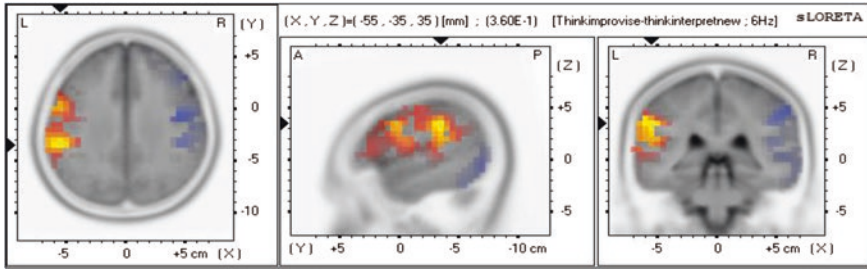 (X,Y,Z)=(-55,-35,35)[mm] ; (3.60E-1) [Thinkimprovise-thinkinterpretnew ; 6Hz] sLORETA
L R (Y)
+5
0
-5
-10
-5 0 +5 cm (X)
A P (Z)
+5
0
-5
(Y) +5 0 -5 -10 cm
L R (Z)
+5
0
-5
-5 0 +5 cm (X)